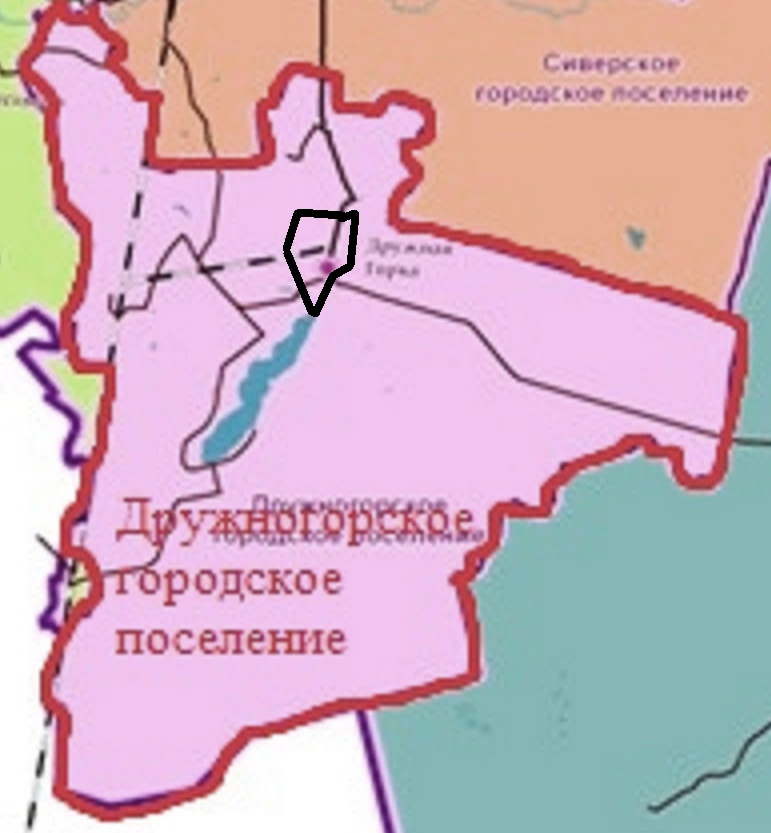 Сиверское
городское поселение
Дружная
Горка
Дружногорское
городское поселение
Дружногорское
городское
поселение